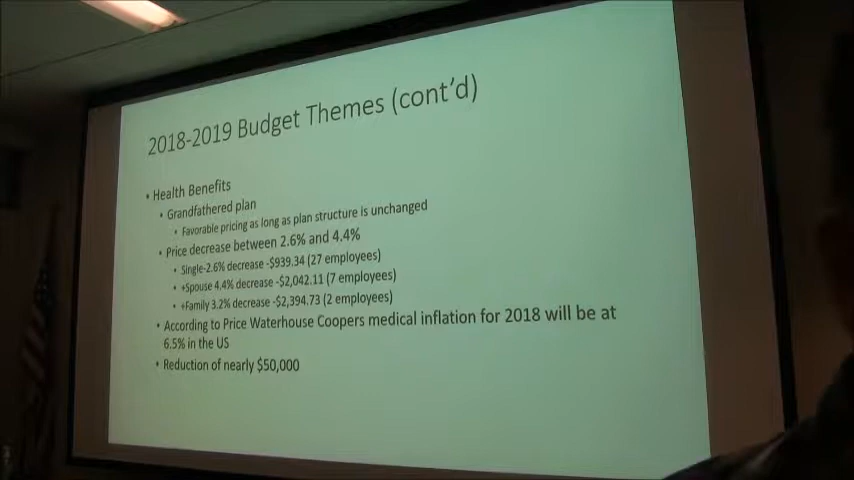 2018-2019 Budget Themes (cont'd)
• Health Benefits
• Grandfathered plan
• Favorable pricing as long as plan structure is unchanged
• Price decrease between 2.6% and 4.4%
• Single-2.6% decrease -$939.34 (27 employees)
• +Spouse 4.4% decrease -$2,042.11 (7 employees)
• +Family 3.2% decrease -$2,394.73 (2 employees)
• According to Price Waterhouse Coopers medical inflation for 2018 will be at
6.5% in the US
• Reduction of nearly $50,000